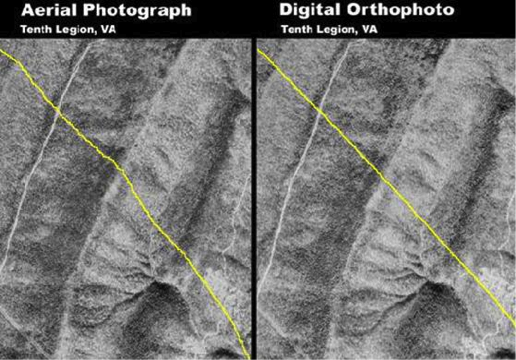 Aerial Photograph
Tenth Legion, VA
Digital Orthophoto
Tenth Legion, VA